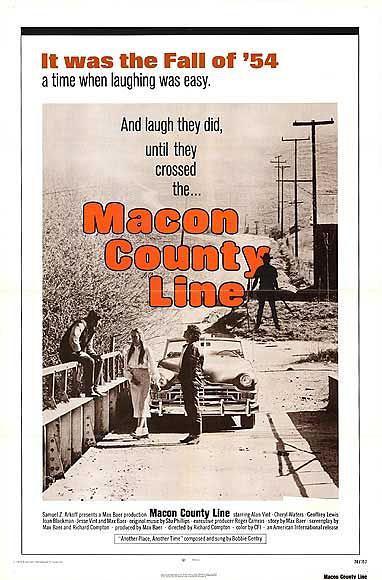 It was the Fall of '54
a time when laughing was easy.
And laugh they did,
until they
crossed
the...
Macon
County
Line
Samuel Z. Arkoff presents a Max Baer production Macon County Line starring Alan Vint · Cheryl Waters · Geoffrey Lewis
Joan Blackman · Jesse Vint and Max Baer · original music by Stu Phillips · executive producer Roger Camras · story by Max Baer · screenplay by
Max Baer and Richard Compton · produced by Max Baer · directed by Richard Compton · color by CFI · an American International release
"Another Place, Another Time" composed and sung by Bobbie Gentry
Macon County Line